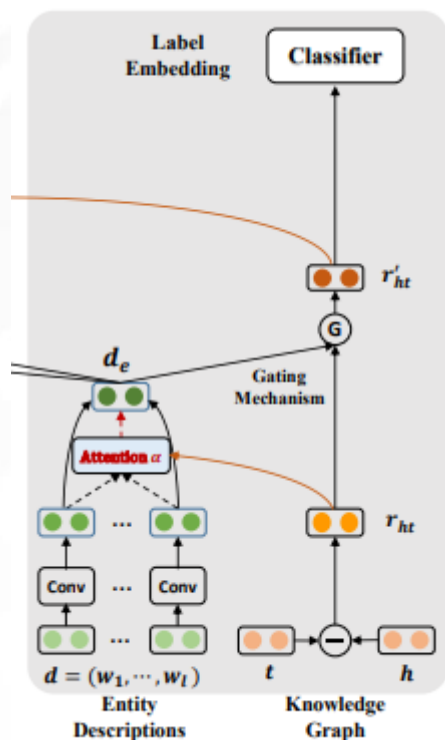 Label
Embedding
Classifier
r'ht
G
de
Gating
Mechanism
Attention α
... 
rht
Conv ... Conv
...
−
d = (w1, ⋯, wl)
t
h
Entity
Descriptions
Knowledge
Graph